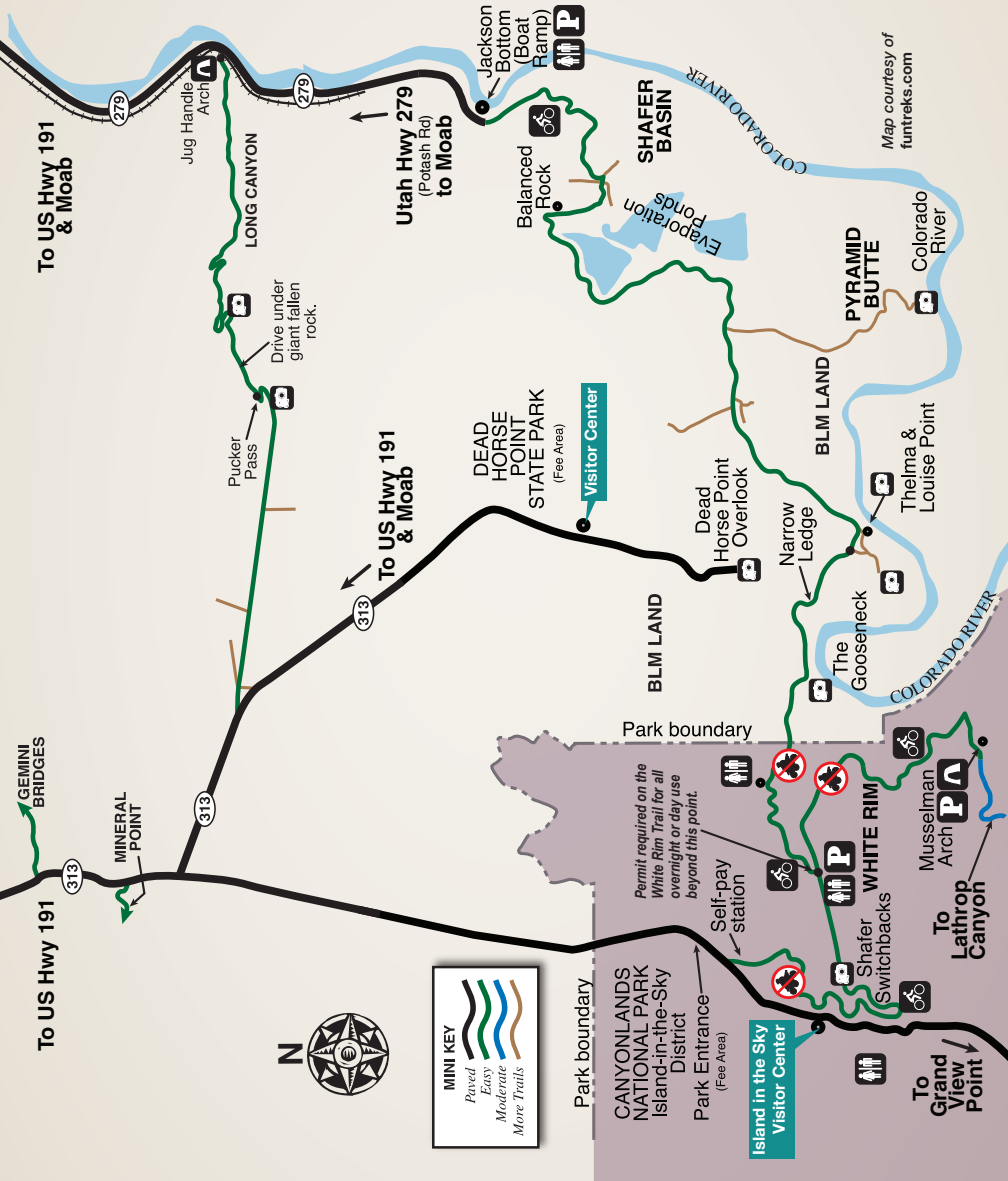 To US Hwy 191
GEMINI
BRIDGES
To US Hwy 191
& Moab
313
279
MINERAL
POINT
Jug Handle
Arch
313
LONG CANYON
Pucker
Pass
Drive under
giant fallen
rock.
279
N
313
To US Hwy 191
& Moab
Utah Hwy 279
(Potash Rd)
to Moab
MINI KEY
Paved
Easy
Moderate
More Trails
DEAD
HORSE
POINT
STATE PARK
(Fee Area)
Jackson
Bottom
(Boat
Ramp)
P
Balanced
Rock
Visitor Center
Park boundary
CANYONLANDS
NATIONAL PARK
Island-in-the-Sky
District
Park Entrance
(Fee Area)
Park boundary
Permit required on the
White Rim Trail for all
overnight or day use
beyond this point.
BLM LAND
SHAFER
BASIN
Evaporation
Ponds
COLORADO RIVER
Self-pay
station
Dead
Horse Point
Overlook
Island in the Sky
Visitor Center
Narrow
Ledge
BLM LAND
P
The
Gooseneck
PYRAMID
BUTTE
Shafer
Switchbacks
WHITE RIM
Map courtesy of
funtreks.com
Thelma &
Louise Point
Colorado
River
Musselman
Arch
P
COLORADO RIVER
To
Grand
View
Point
To
Lathrop
Canyon